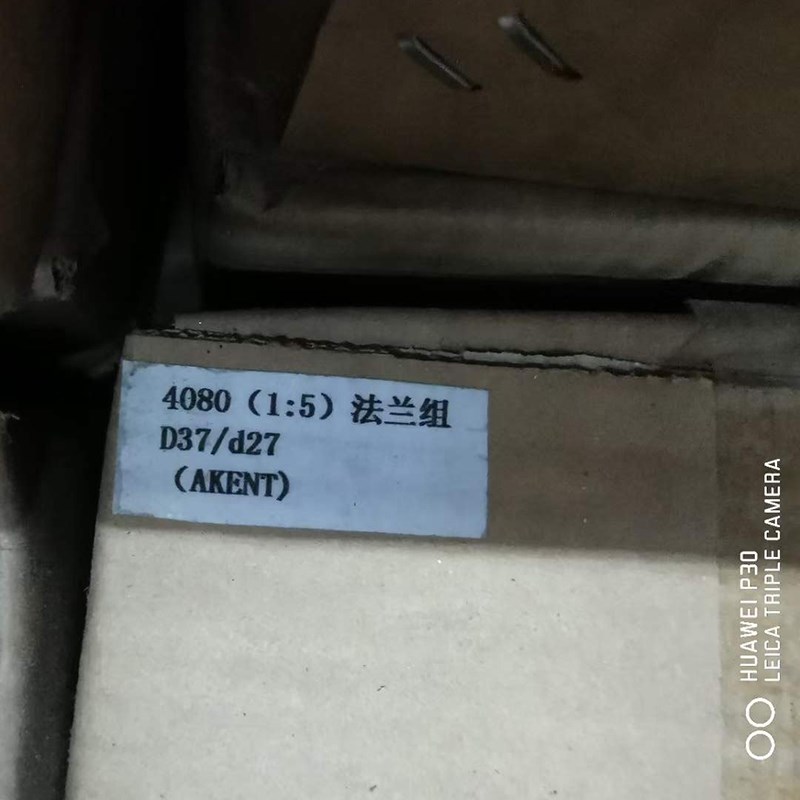 4080（1:5）法兰组
D37/d27
（AKENT）
HUAWEI P30
LEICA TRIPLE CAMERA